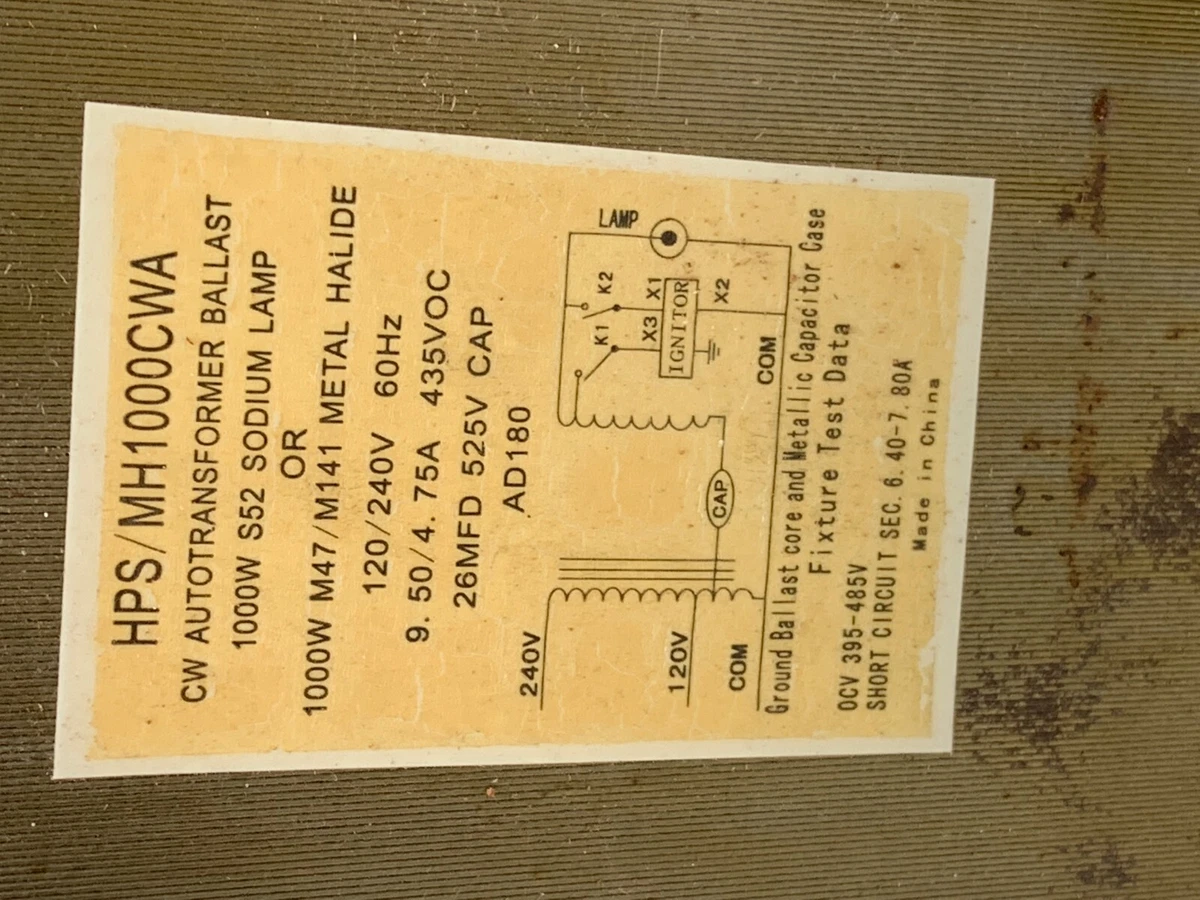 HPS/MH1000CWA
CW AUTOTRANSFORMER BALLAST
1000W S52 SODIUM LAMP
OR
1000W M47/M141 METAL HALIDE
120/240V 60Hz
9.50/4.75A 435VOC
26MFD 525V CAP
AD180
240V
120V
COM
CAP
K1
K2
LAMP
X3
X1
IGNITOR
X2
COM
Ground Ballast core and Metallic Capacitor Case
Fixture Test Data
OCV 395-485V
SHORT CIRCUIT SEC. 6.40-7.80A
Made in China